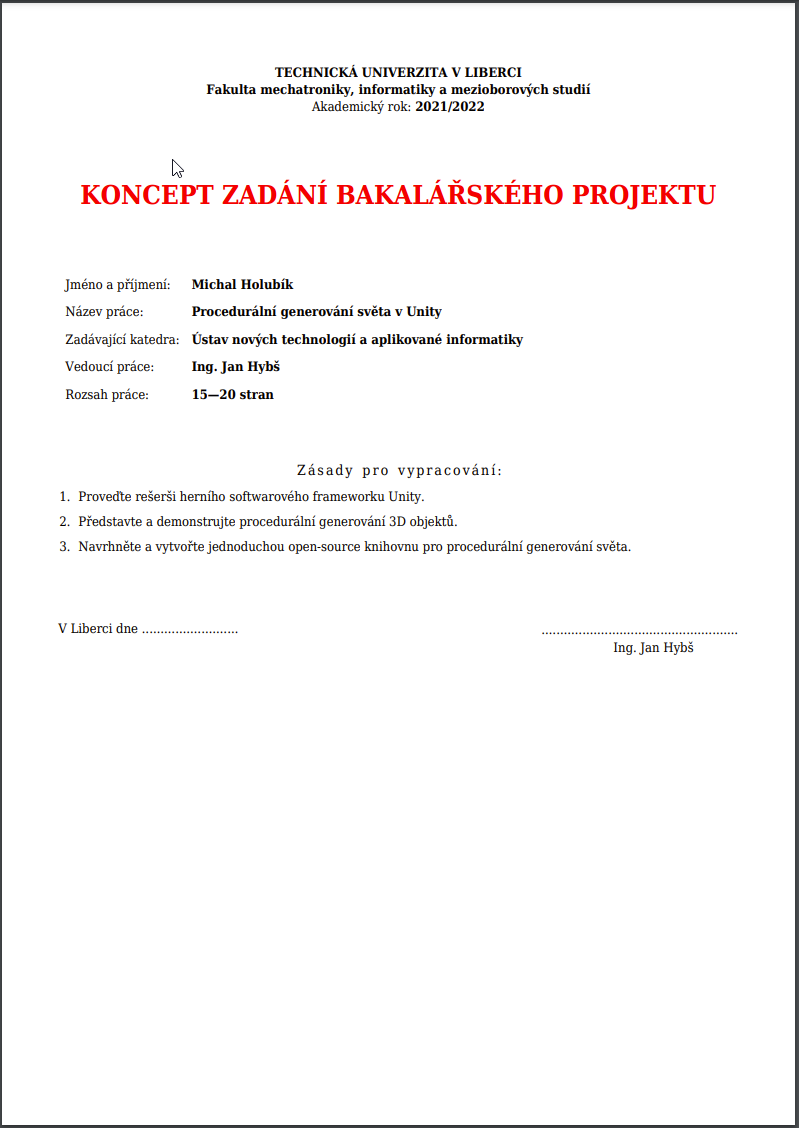 TECHNICKÁ UNIVERZITA V LIBERCI
Fakulta mechatroniky, informatiky a mezioborových studií
Akademický rok: 2021/2022
KONCEPT ZADÁNÍ BAKALÁŘSKÉHO PROJEKTU
Jméno a příjmení: Michal Holubík
Název práce: Procedurální generování světa v Unity
Zadávající katedra: Ústav nových technologií a aplikované informatiky
Vedoucí práce: Ing. Jan Hybš
Rozsah práce: 15—20 stran
Zásady pro vypracování:
1. Proveďte rešerši herního softwarového frameworku Unity.
2. Představte a demonstrujte procedurální generování 3D objektů.
3. Navrhněte a vytvořte jednoduchou open-source knihovnu pro procedurální generování světa.
V Liberci dne .......................... .....................................................
Ing. Jan Hybš